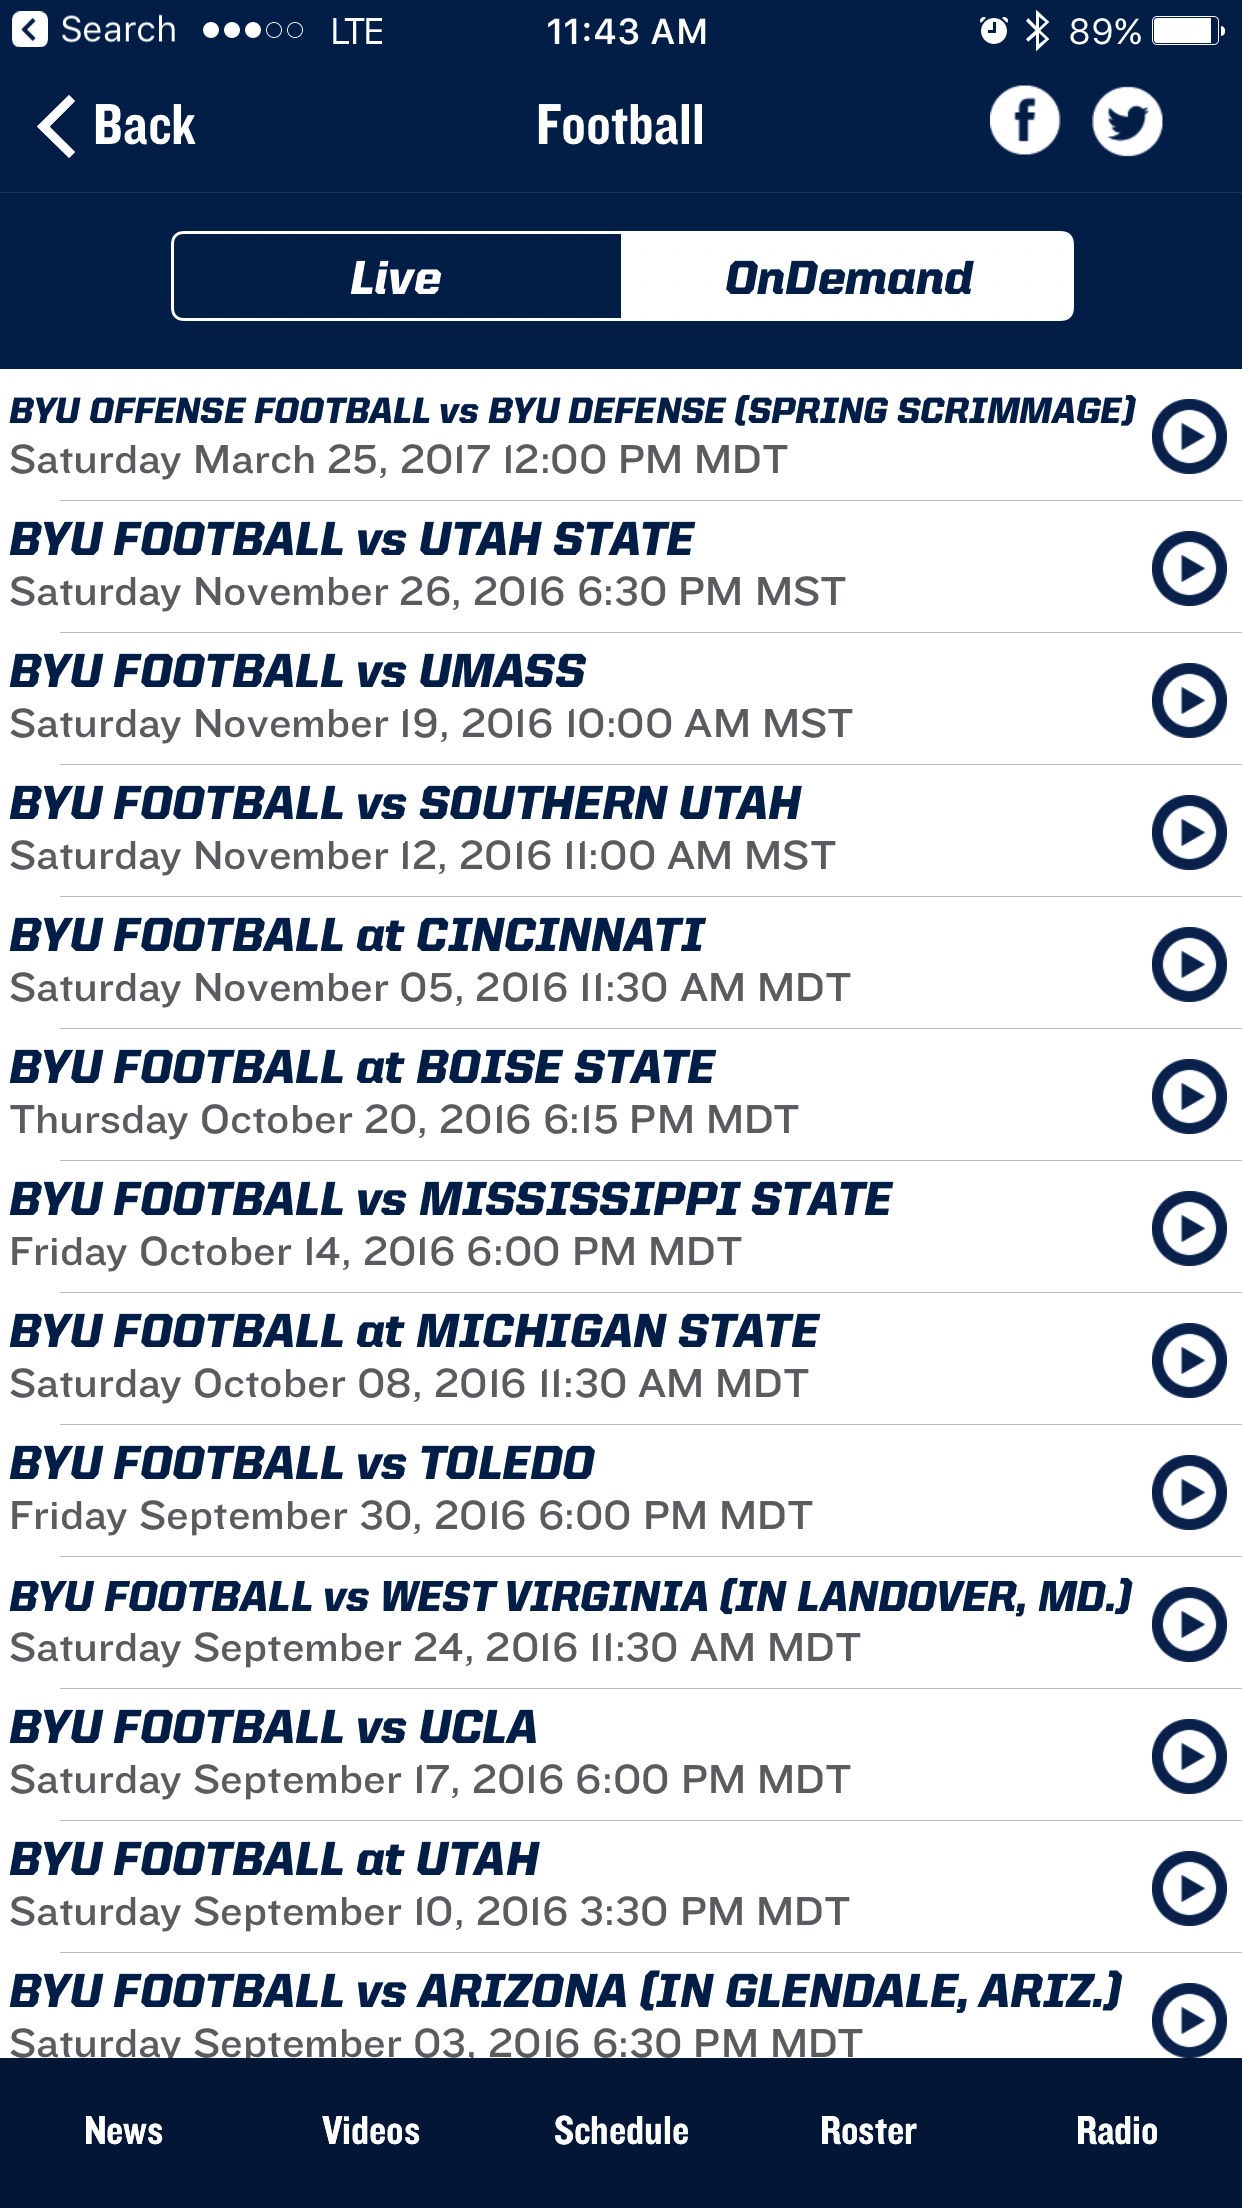 Search LTE 11:43 AM 89%
Back Football
Live OnDemand
BYU OFFENSE FOOTBALL vs BYU DEFENSE (SPRING SCRIMMAGE)
Saturday March 25, 2017 12:00 PM MDT
BYU FOOTBALL vs UTAH STATE
Saturday November 26, 2016 6:30 PM MST
BYU FOOTBALL vs UMASS
Saturday November 19, 2016 10:00 AM MST
BYU FOOTBALL vs SOUTHERN UTAH
Saturday November 12, 2016 11:00 AM MST
BYU FOOTBALL at CINCINNATI
Saturday November 05, 2016 11:30 AM MDT
BYU FOOTBALL at BOISE STATE
Thursday October 20, 2016 6:15 PM MDT
BYU FOOTBALL vs MISSISSIPPI STATE
Friday October 14, 2016 6:00 PM MDT
BYU FOOTBALL at MICHIGAN STATE
Saturday October 08, 2016 11:30 AM MDT
BYU FOOTBALL vs TOLEDO
Friday September 30, 2016 6:00 PM MDT
BYU FOOTBALL vs WEST VIRGINIA (IN LANDOVER, MD.)
Saturday September 24, 2016 11:30 AM MDT
BYU FOOTBALL vs UCLA
Saturday September 17, 2016 6:00 PM MDT
BYU FOOTBALL at UTAH
Saturday September 10, 2016 3:30 PM MDT
BYU FOOTBALL vs ARIZONA (IN GLENDALE, ARIZ.)
Saturday September 03, 2016 6:30 PM MDT
News Videos Schedule Roster Radio